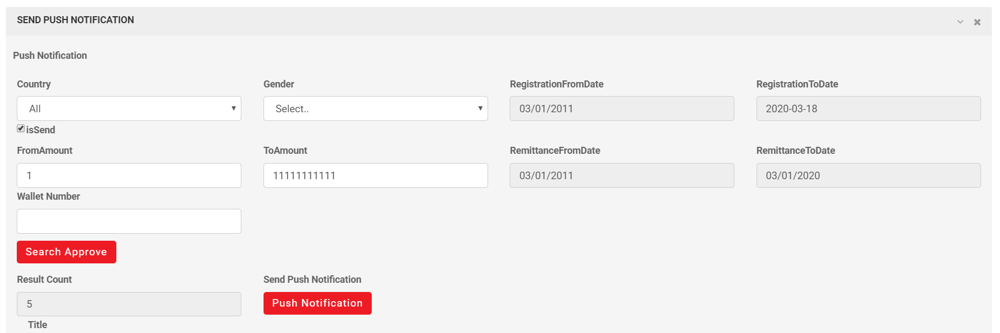 SEND PUSH NOTIFICATION
Push Notification
Country Gender RegistrationFromDate RegistrationToDate
All Select.. 03/01/2011 2020-03-18
isSend
FromAmount ToAmount RemittanceFromDate RemittanceToDate
1 11111111111 03/01/2011 03/01/2020
Wallet Number
Search Approve
Result Count Send Push Notification
5 Push Notification
Title